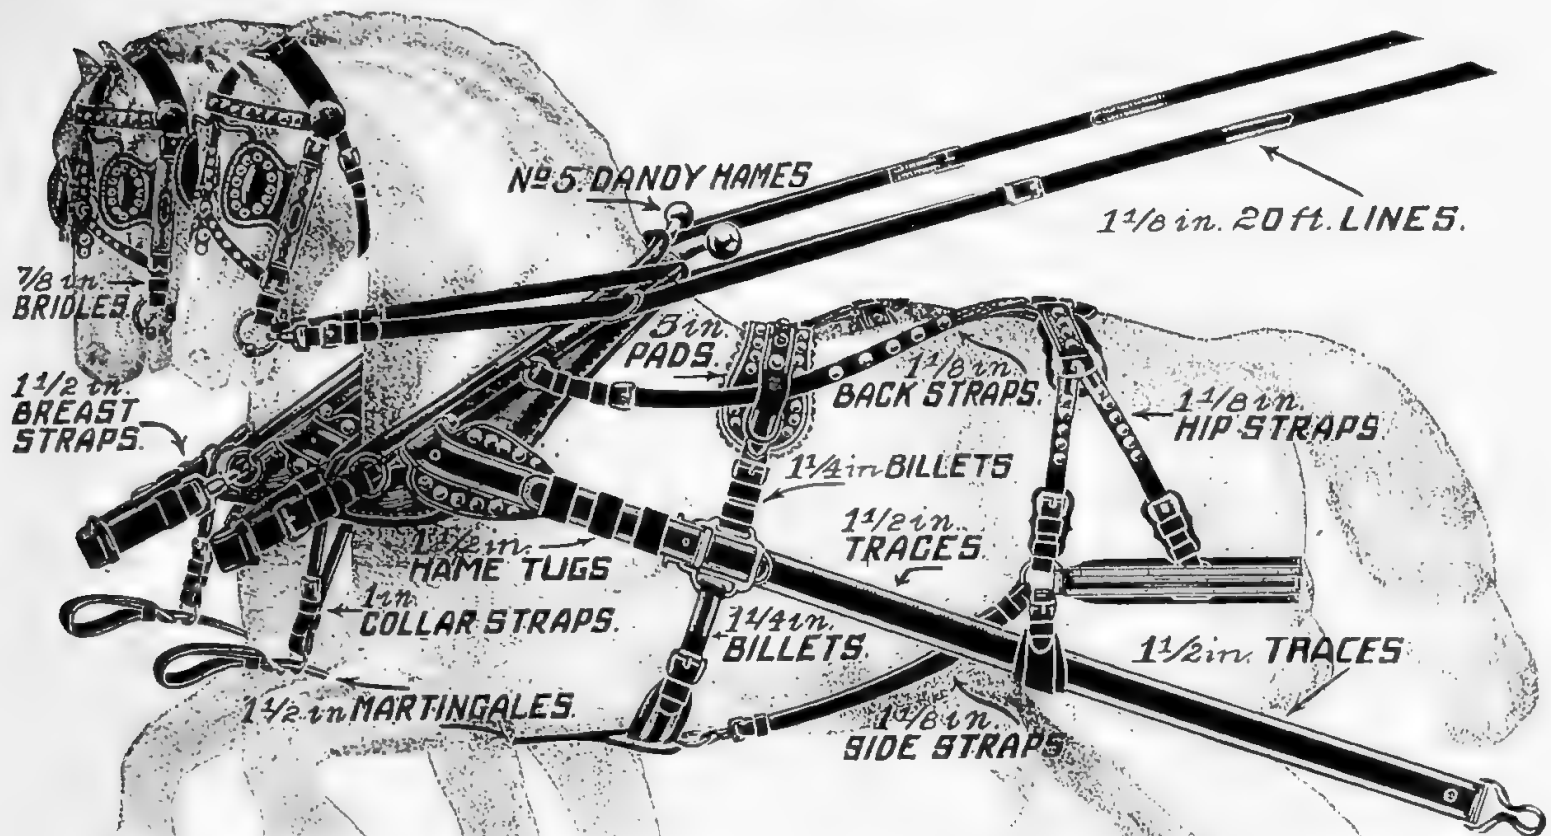 Nº 5. DANDY HAMES
1 1/8 in. 20 ft. LINES.
7/8 in.
BRIDLES.
5 in.
PADS.
1 1/8 in.
BACK STRAPS.
1 1/2 in.
BREAST
STRAPS.
1 1/8 in.
HIP STRAPS
1 1/4 in BILLETS
1 1/2 in.
TRACES.
1 1/2 in.
HAME TUGS
1 in.
COLLAR STRAPS.
1 1/4 in.
BILLETS.
1 1/2 in. TRACES
1 1/2 in MARTINGALES.
1 1/8 in.
SIDE STRAPS